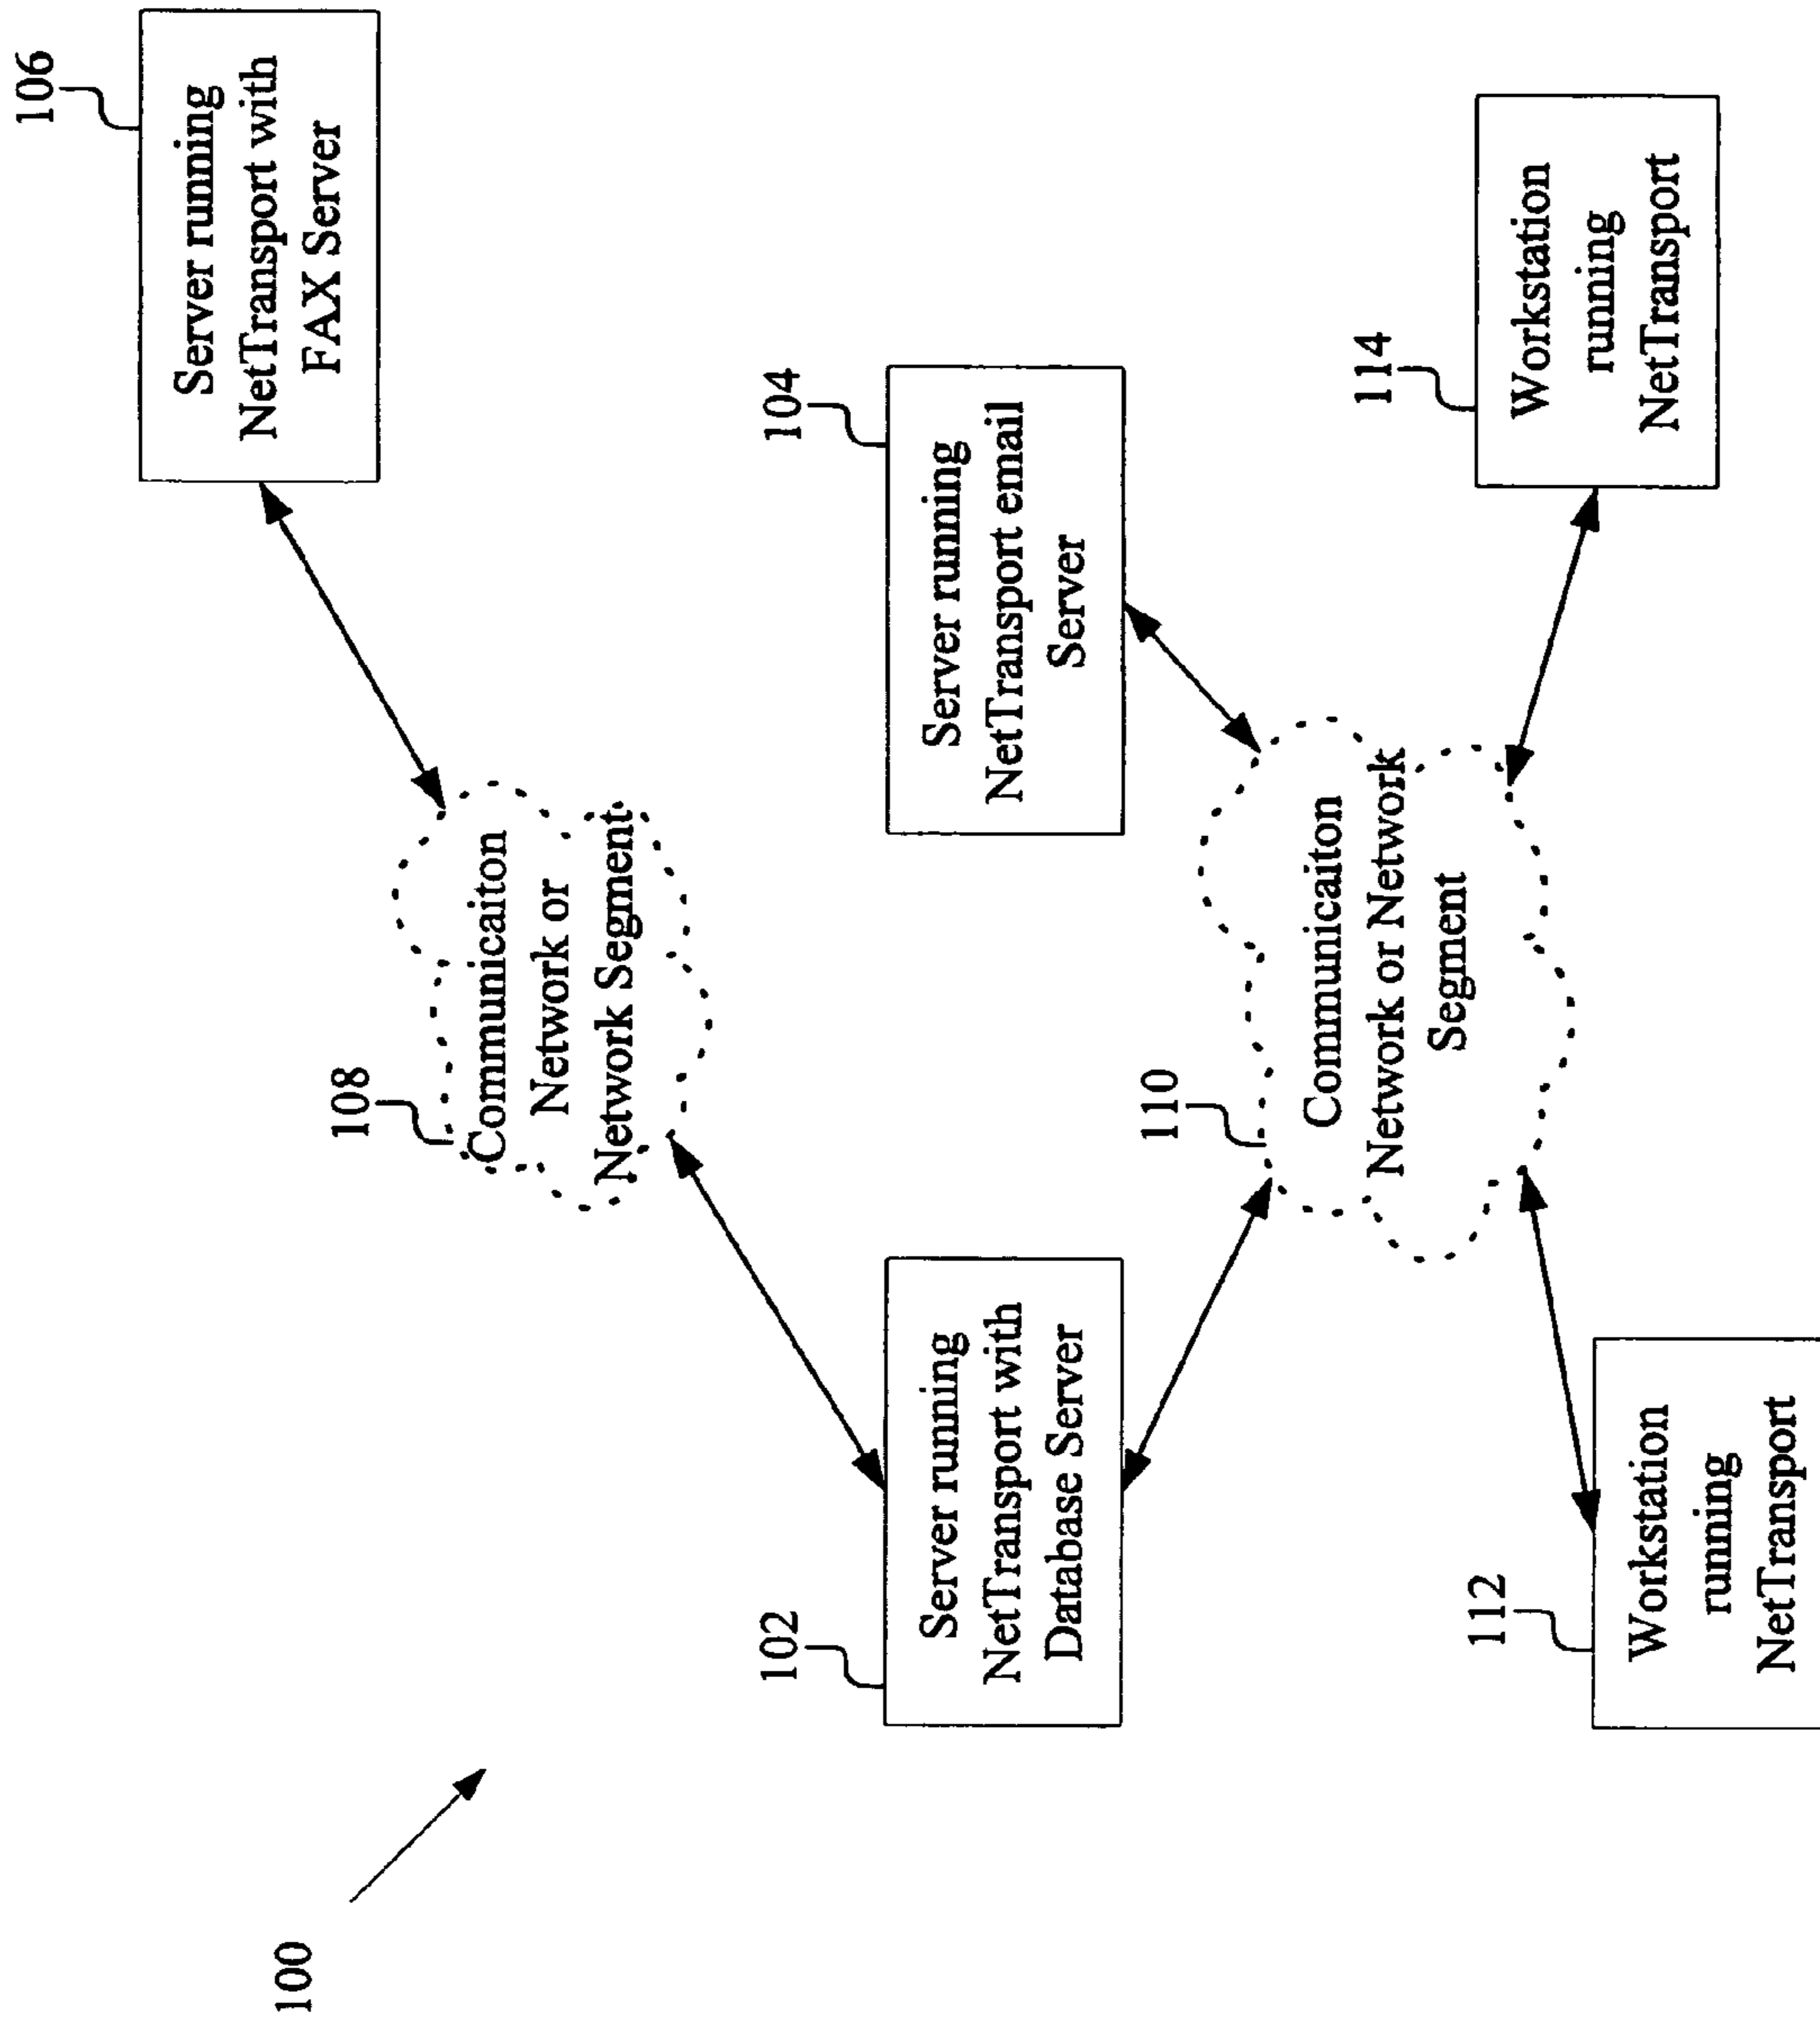 106
Server running
NetTransport with
FAX Server
108
Communicaiton
Network or
Network Segment
102
Server running
NetTransport with
Database Server
104
Server running
NetTransport email
Server
110
Communicaiton
Network or Network
Segment
112
Workstation
running
NetTransport
114
Workstation
running
NetTransport
100